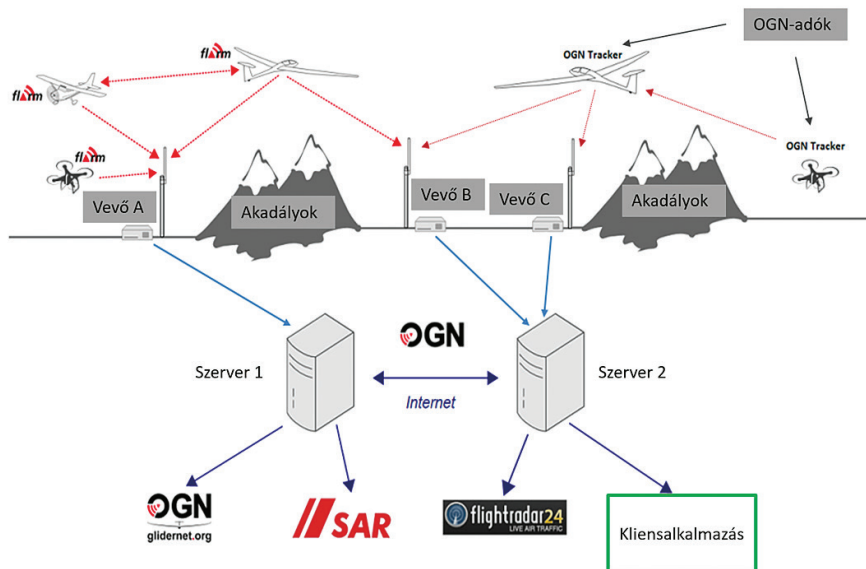 OGN-adók
flarm
OGN Tracker
flarm
flarm
OGN Tracker
Vevő A
Akadályok
Vevő B
Vevő C
Akadályok
OGN
Szerver 1
Szerver 2
Internet
OGN
glidernet.org
SAR
flightradar24
LIVE AIR TRAFFIC
Kliensalkalmazás